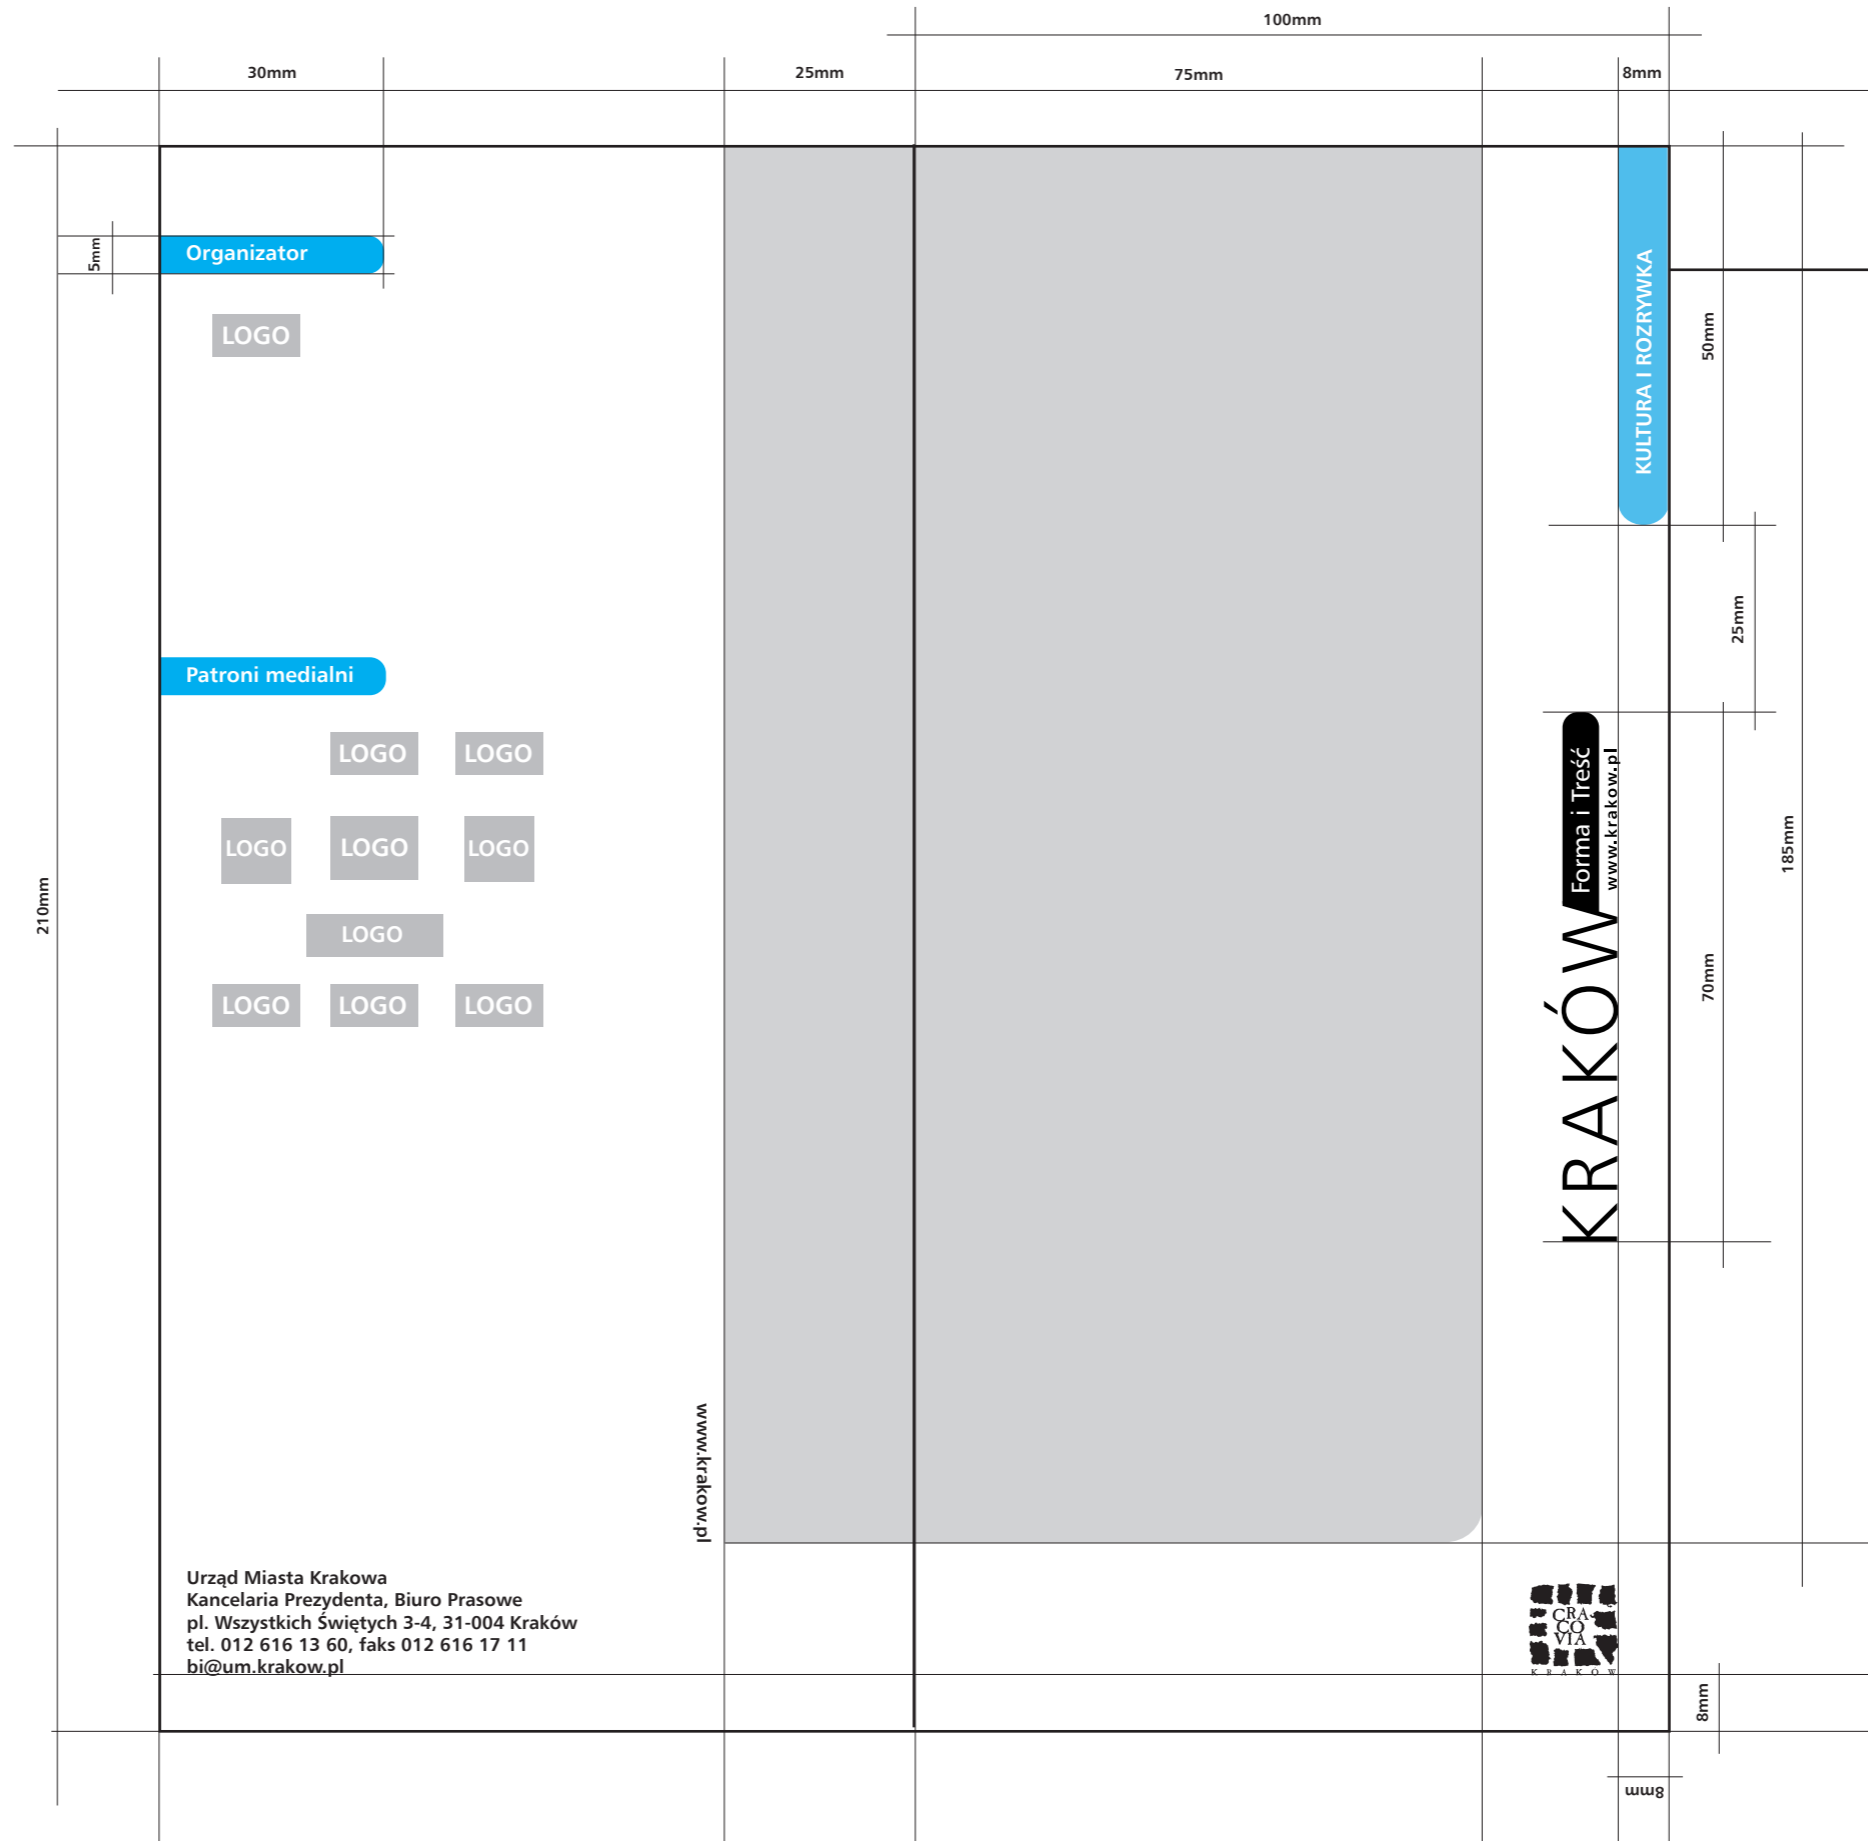 100mm
30mm
25mm
75mm
8mm
5mm
Organizator
LOGO
KULTURA I ROZRYWKA
50mm
25mm
Patroni medialni
LOGO LOGO
LOGO LOGO LOGO
LOGO
LOGO LOGO LOGO
210mm
KRAKÓW
Forma i Treść
www.krakow.pl
185mm
70mm
www.krakow.pl
Urząd Miasta Krakowa
Kancelaria Prezydenta, Biuro Prasowe
pl. Wszystkich Świętych 3-4, 31-004 Kraków
tel. 012 616 13 60, faks 012 616 17 11
bi@um.krakow.pl
CRA
CO
VIA
KRAKÓW
8mm
8mm